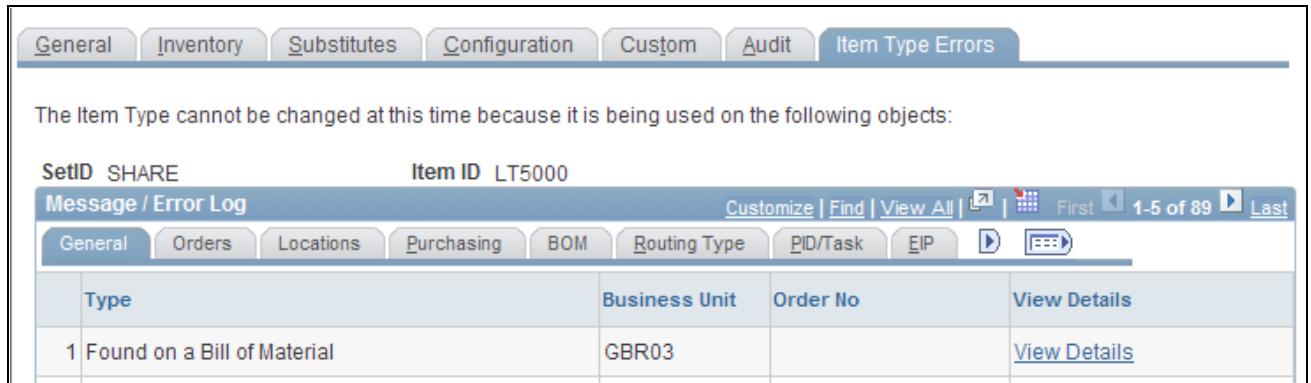 General Inventory Substitutes Configuration Custom Audit Item Type Errors
The Item Type cannot be changed at this time because it is being used on the following objects:
SetID SHARE Item ID LT5000
Message / Error Log Customize | Find | View All | | First 1-5 of 89 Last
General Orders Locations Purchasing BOM Routing Type PID/Task EIP
Type Business Unit Order No View Details
1 Found on a Bill of Material GBR03 View Details